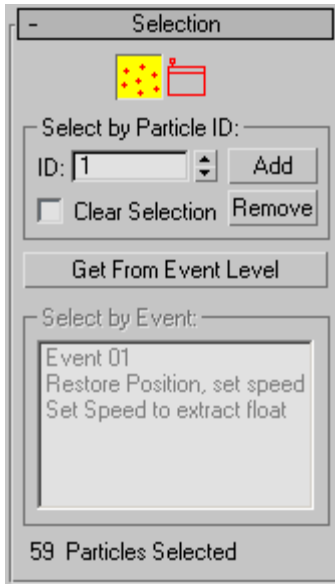 - Selection
Select by Particle ID:
ID: 1 Add
Clear Selection Remove
Get From Event Level
Select by Event:
Event 01
Restore Position, set speed
Set Speed to extract float
59 Particles Selected